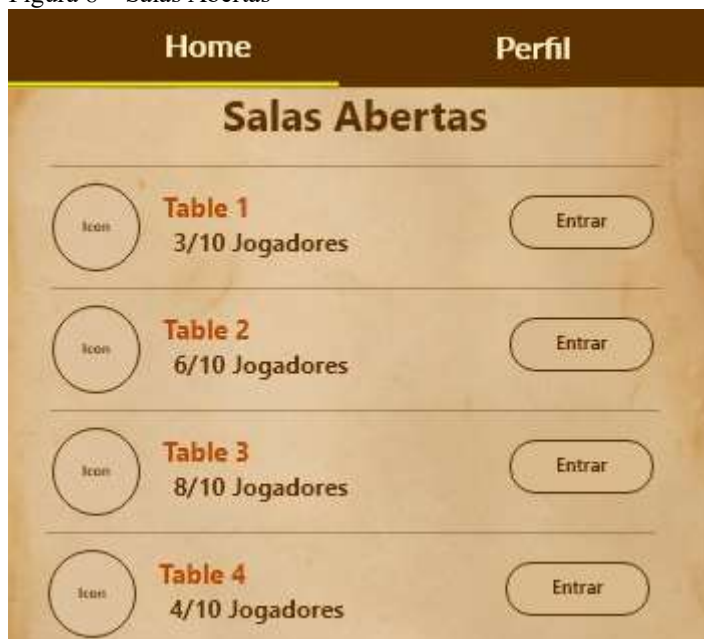 Home Perfil
Salas Abertas
Icon
Table 1
3/10 Jogadores
Entrar
Icon
Table 2
6/10 Jogadores
Entrar
Icon
Table 3
8/10 Jogadores
Entrar
Icon
Table 4
4/10 Jogadores
Entrar